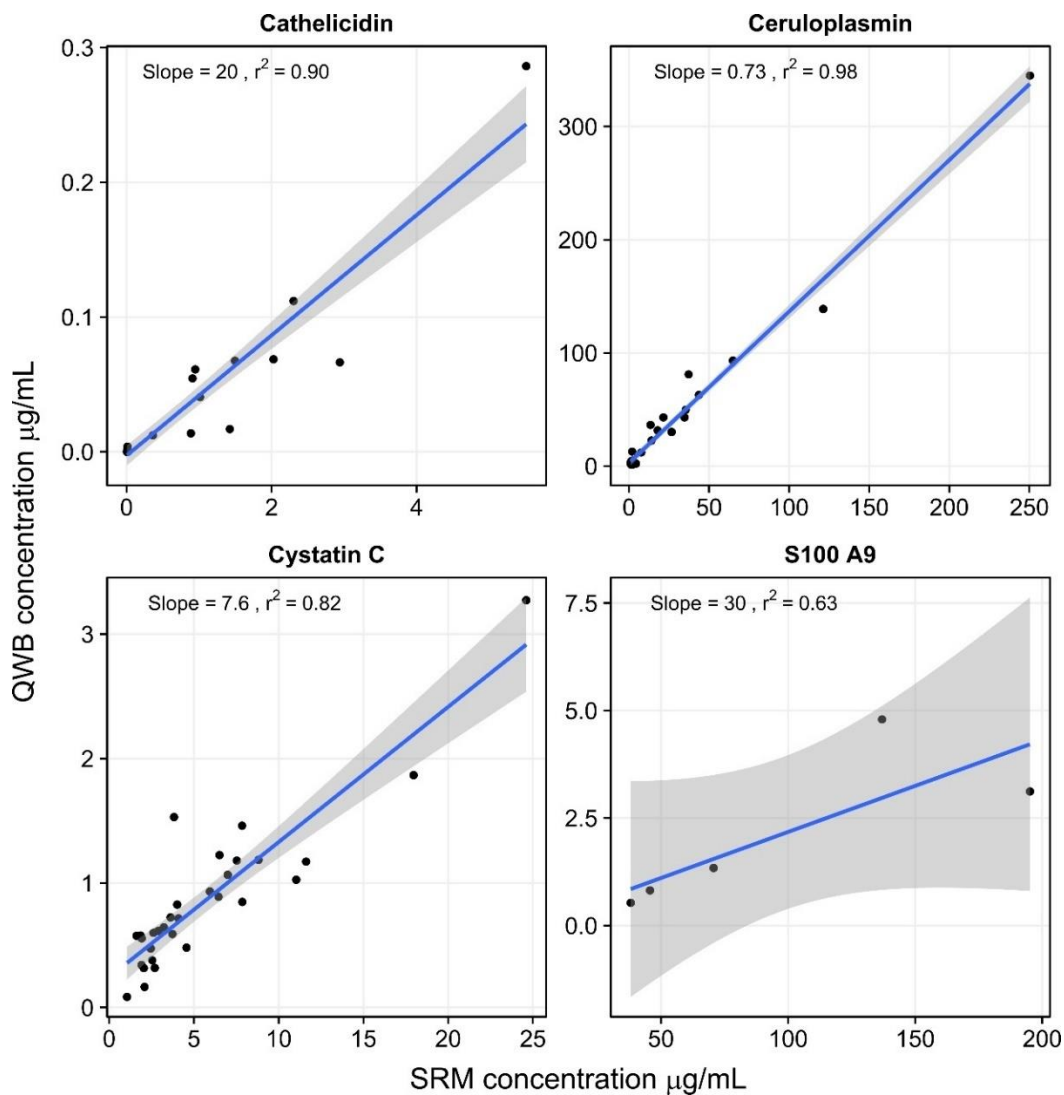 Cathelicidin
Slope = 20 , r² = 0.90
0.3
0.2
0.1
0.0
0 2 4
Ceruloplasmin
Slope = 0.73 , r² = 0.98
300
200
100
0
0 50 100 150 200 250
Cystatin C
Slope = 7.6 , r² = 0.82
3
2
1
0
0 5 10 15 20 25
S100 A9
Slope = 30 , r² = 0.63
7.5
5.0
2.5
0.0
50 100 150 200
QWB concentration μg/mL
SRM concentration μg/mL